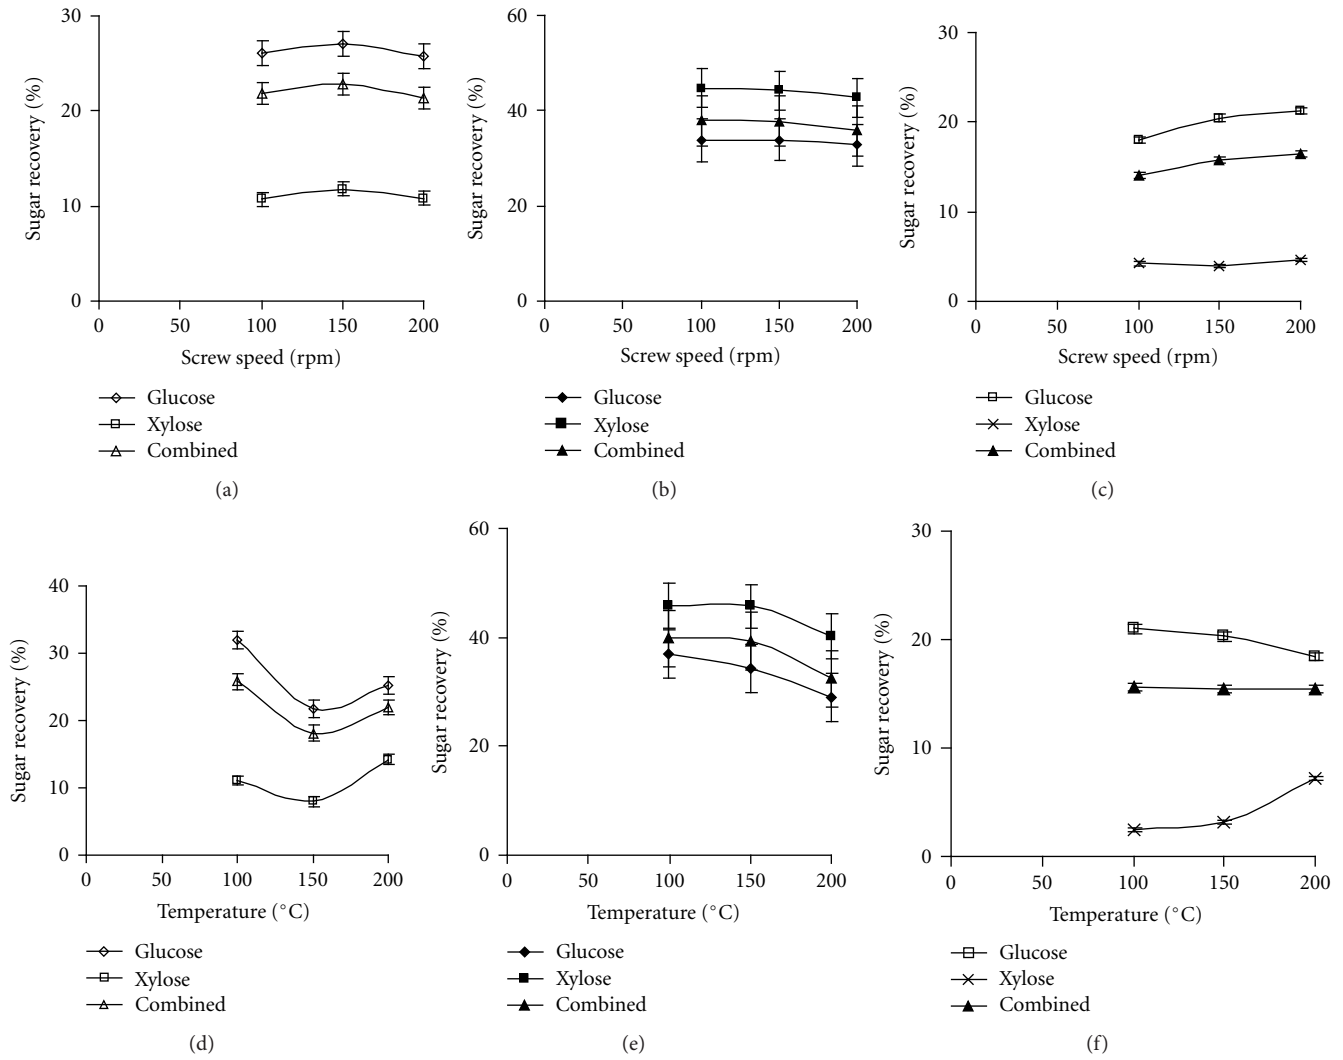 30
20
10
0
Sugar recovery (%)
0 50 100 150 200
Screw speed (rpm)
Glucose
Xylose
Combined
(a)
60
40
20
0
Sugar recovery (%)
0 50 100 150 200
Screw speed (rpm)
Glucose
Xylose
Combined
(b)
30
20
10
0
Sugar recovery (%)
0 50 100 150 200
Screw speed (rpm)
Glucose
Xylose
Combined
(c)
40
30
20
10
0
Sugar recovery (%)
0 50 100 150 200
Temperature (°C)
Glucose
Xylose
Combined
(d)
60
40
20
0
Sugar recovery (%)
0 50 100 150 200
Temperature (°C)
Glucose
Xylose
Combined
(e)
30
20
10
0
Sugar recovery (%)
0 50 100 150 200
Temperature (°C)
Glucose
Xylose
Combined
(f)